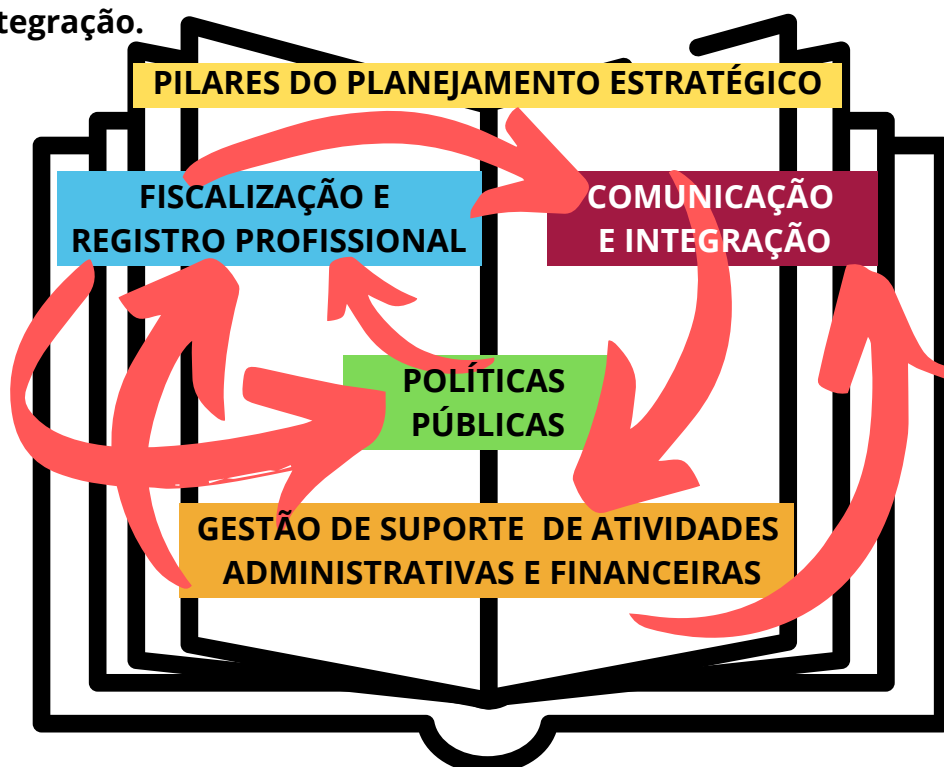 tegração.
PILARES DO PLANEJAMENTO ESTRATÉGICO
FISCALIZAÇÃO E
REGISTRO PROFISSIONAL
COMUNICAÇÃO
E INTEGRAÇÃO
POLÍTICAS
PÚBLICAS
GESTÃO DE SUPORTE DE ATIVIDADES
ADMINISTRATIVAS E FINANCEIRAS